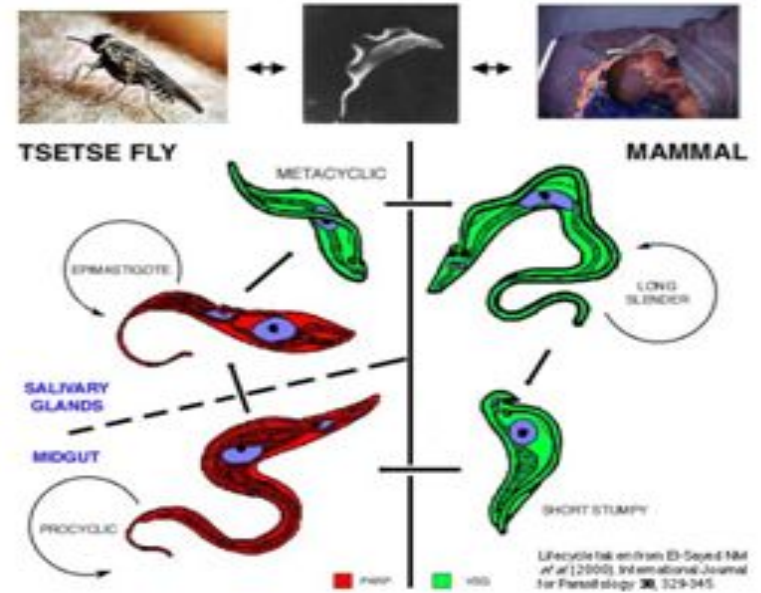 TSETSE FLY
MAMMAL
METACYCLIC
EPIMASTIGOTE
LONG
SLENDER
SALIVARY
GLANDS
MIDGUT
PROCYCLIC
SHORT STUMPY
PARP
VSG
Lifecycle taken from El-Sayed NM
et al (2000). International Journal
for Parasitology 30, 329-345.